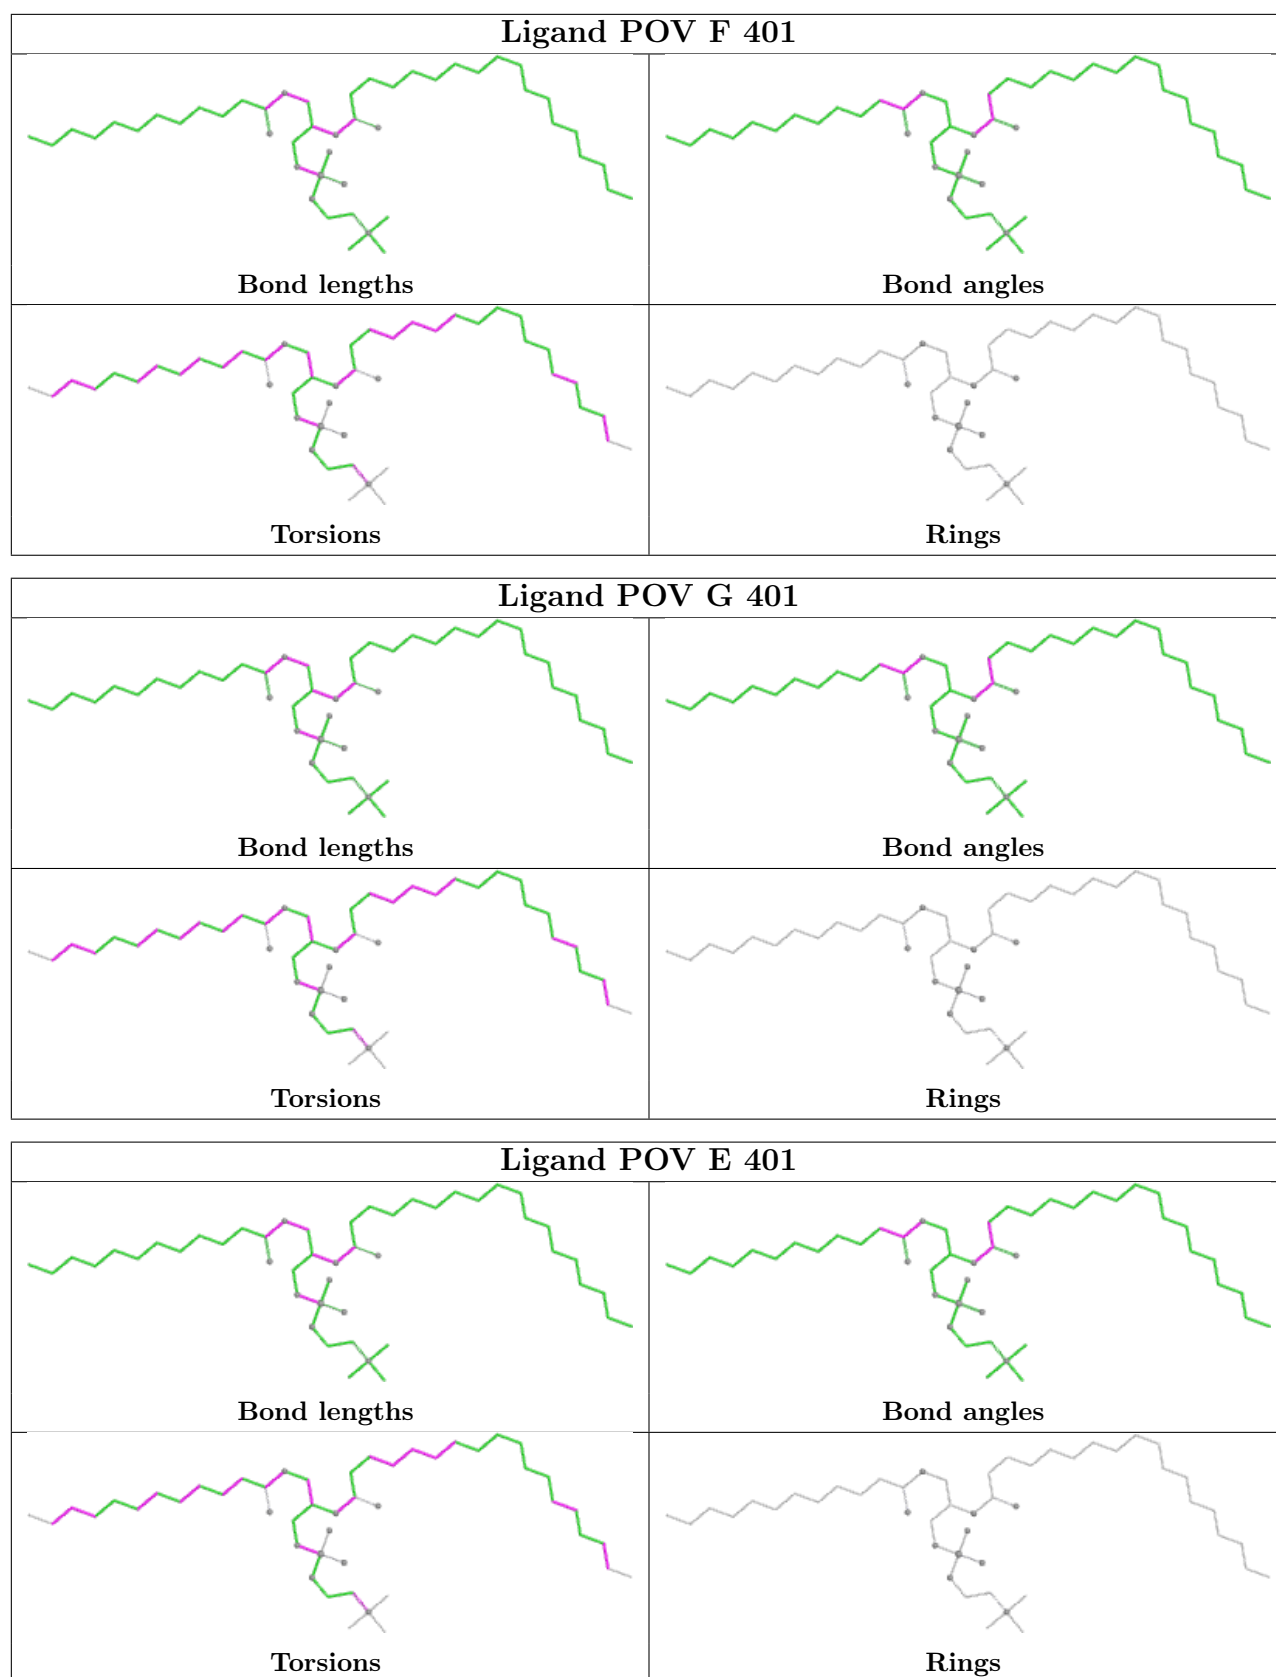 Ligand POV F 401
Bond lengths
Bond angles
Torsions
Rings
Ligand POV G 401
Bond lengths
Bond angles
Torsions
Rings
Ligand POV E 401
Bond lengths
Bond angles
Torsions
Rings